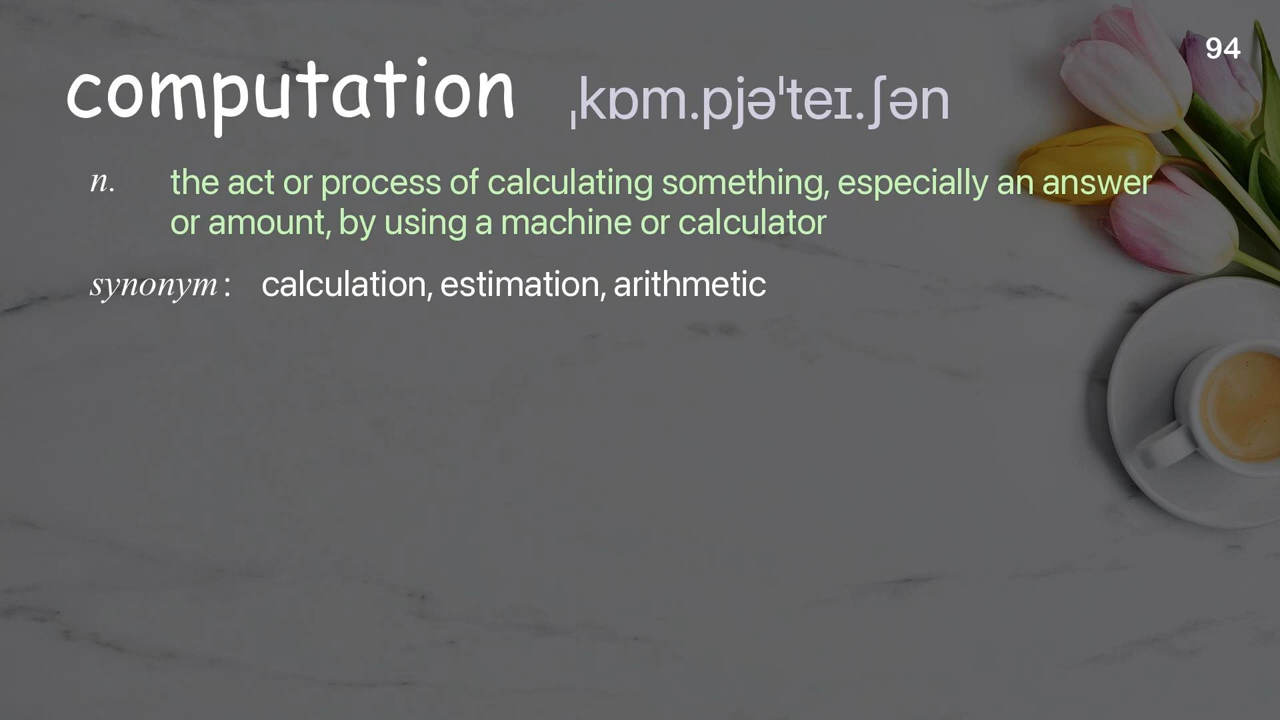 94
computation ˌkɒm.pjəˈteɪ.ʃən
n. the act or process of calculating something, especially an answer
or amount, by using a machine or calculator
synonym : calculation, estimation, arithmetic